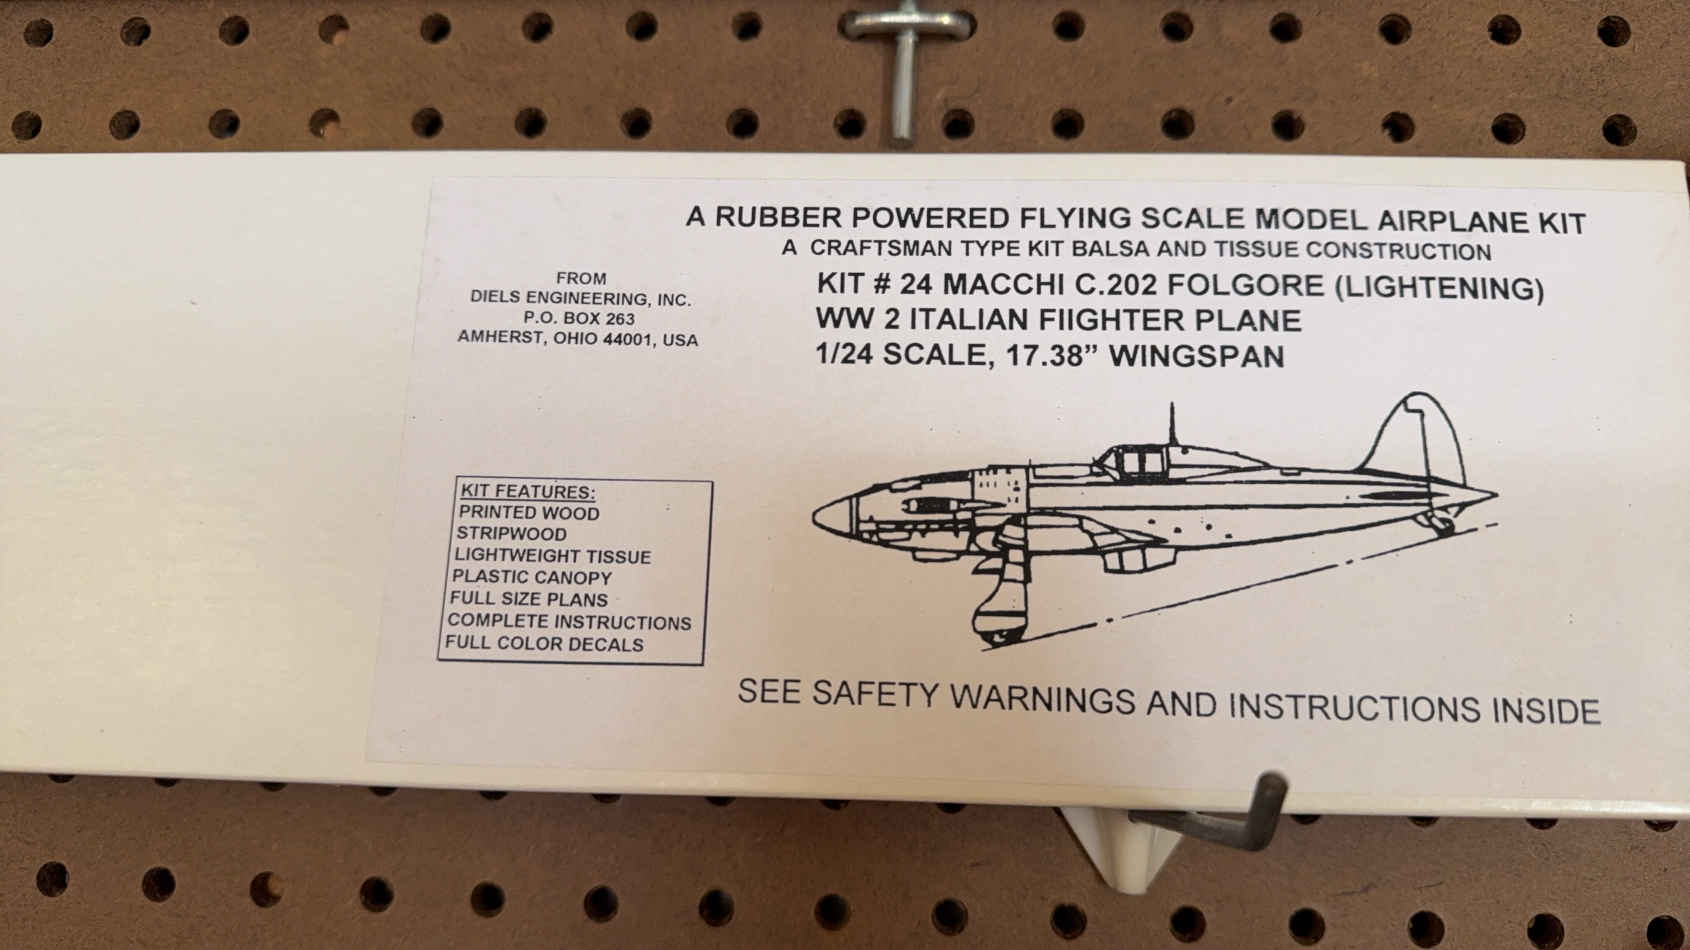 A RUBBER POWERED FLYING SCALE MODEL AIRPLANE KIT
A CRAFTSMAN TYPE KIT BALSA AND TISSUE CONSTRUCTION
FROM
DIELS ENGINEERING, INC.
P.O. BOX 263
AMHERST, OHIO 44001, USA
KIT # 24 MACCHI C.202 FOLGORE (LIGHTENING)
WW 2 ITALIAN FIIGHTER PLANE
1/24 SCALE, 17.38” WINGSPAN
KIT FEATURES:
PRINTED WOOD
STRIPWOOD
LIGHTWEIGHT TISSUE
PLASTIC CANOPY
FULL SIZE PLANS
COMPLETE INSTRUCTIONS
FULL COLOR DECALS
SEE SAFETY WARNINGS AND INSTRUCTIONS INSIDE